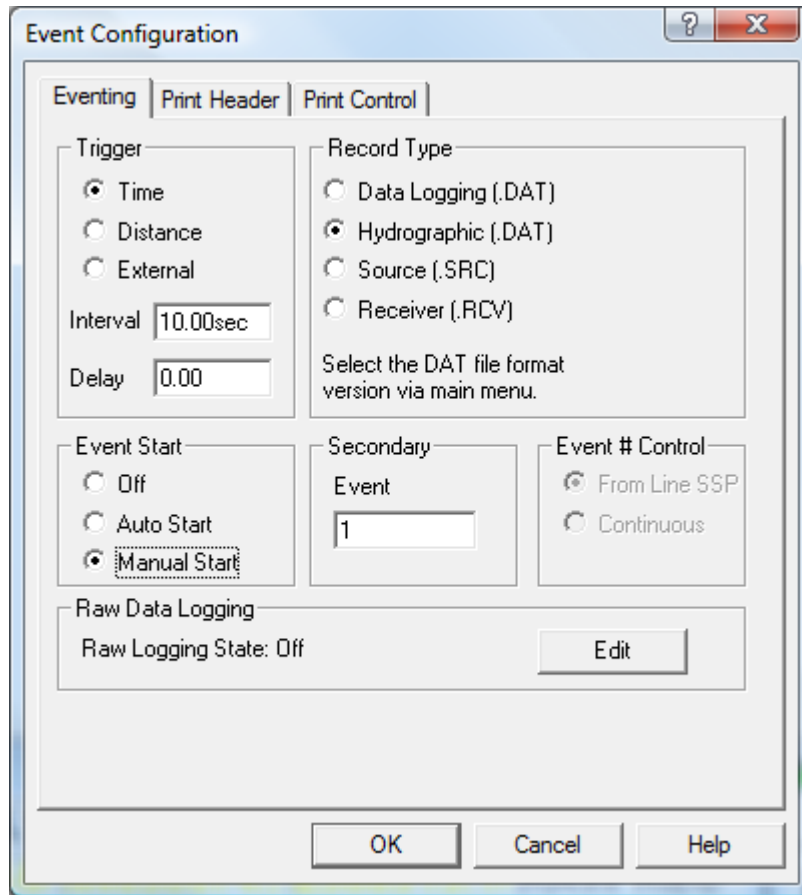 Event Configuration
Eventing
Print Header
Print Control
Trigger
Time
Distance
External
Interval 10.00sec
Delay 0.00
Record Type
Data Logging (.DAT)
Hydrographic (.DAT)
Source (.SRC)
Receiver (.RCV)
Select the DAT file format
version via main menu.
Event Start
Off
Auto Start
Manual Start
Secondary
Event
1
Event # Control
From Line SSP
Continuous
Raw Data Logging
Raw Logging State: Off
Edit
OK
Cancel
Help